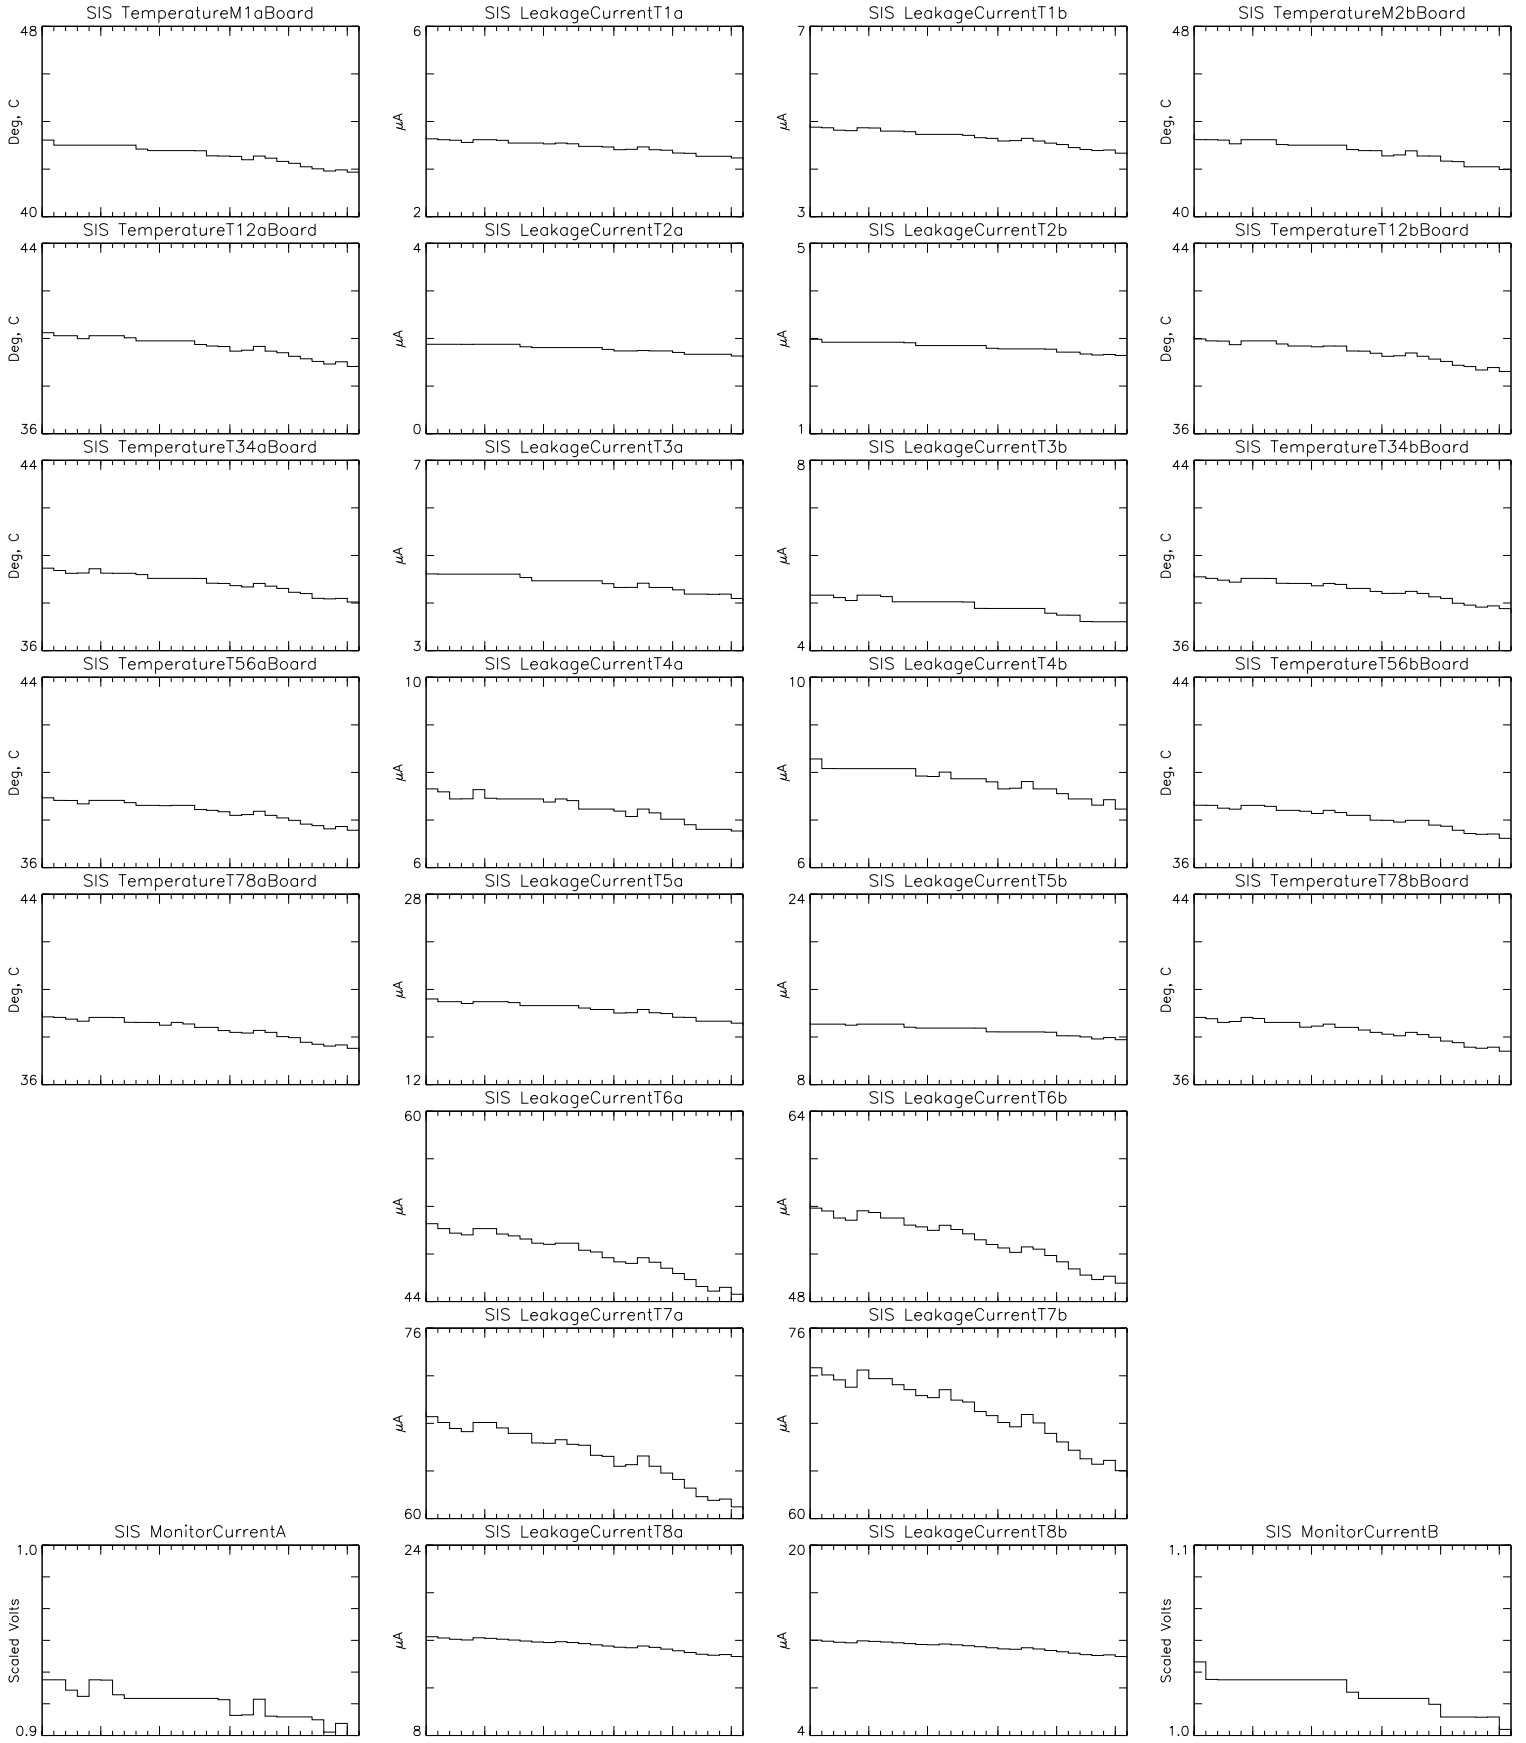 SIS TemperatureM1aBoard
48
Deg, C
40
SIS LeakageCurrentT1a
6
μA
2
SIS LeakageCurrentT1b
7
μA
3
SIS TemperatureM2bBoard
48
Deg, C
40
SIS TemperatureT12aBoard
44
Deg, C
36
SIS LeakageCurrentT2a
4
μA
0
SIS LeakageCurrentT2b
5
μA
1
SIS TemperatureT12bBoard
44
Deg, C
36
SIS TemperatureT34aBoard
44
Deg, C
36
SIS LeakageCurrentT3a
7
μA
3
SIS LeakageCurrentT3b
8
μA
4
SIS TemperatureT34bBoard
44
Deg, C
36
SIS TemperatureT56aBoard
44
Deg, C
36
SIS LeakageCurrentT4a
10
μA
6
SIS LeakageCurrentT4b
10
μA
6
SIS TemperatureT56bBoard
44
Deg, C
36
SIS TemperatureT78aBoard
44
Deg, C
36
SIS LeakageCurrentT5a
28
μA
12
SIS LeakageCurrentT5b
24
μA
8
SIS TemperatureT78bBoard
44
Deg, C
36
SIS LeakageCurrentT6a
60
μA
44
SIS LeakageCurrentT6b
64
μA
48
SIS LeakageCurrentT7a
76
μA
60
SIS LeakageCurrentT7b
76
μA
60
SIS MonitorCurrentA
1.0
Scaled Volts
0.9
SIS LeakageCurrentT8a
24
μA
8
SIS LeakageCurrentT8b
20
μA
4
SIS MonitorCurrentB
1.1
Scaled Volts
1.0